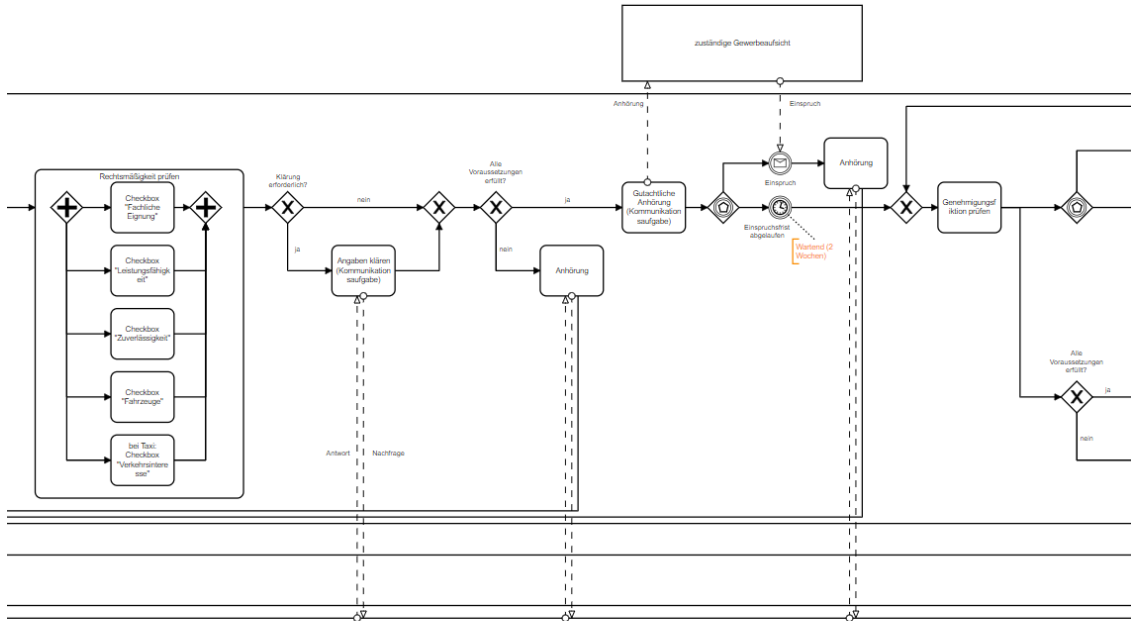 zuständige Gewerbeaufsicht
Anhörung
Einspruch
Rechtsmäßigkeit prüfen
Checkbox
"Fachliche
Eignung"
Checkbox
"Leistungsfähigk
eit"
Checkbox
"Zuverlässigkeit"
Checkbox
"Fahrzeuge"
bei Taxi:
Checkbox
"Verkehrsintere
sse"
Klärung
erforderlich?
nein
ja
Angaben klären
(Kommunikation
saufgabe)
Antwort
Nachfrage
Alle
Voraussetzungen
erfüllt?
ja
nein
Anhörung
Gutachtliche
Anhörung
(Kommunikation
saufgabe)
Einspruch
Einspruchsfrist
abgelaufen
Wartend (2
Wochen)
Anhörung
Genehmigungsf
iktion prüfen
Alle
Voraussetzungen
erfüllt?
ja
nein